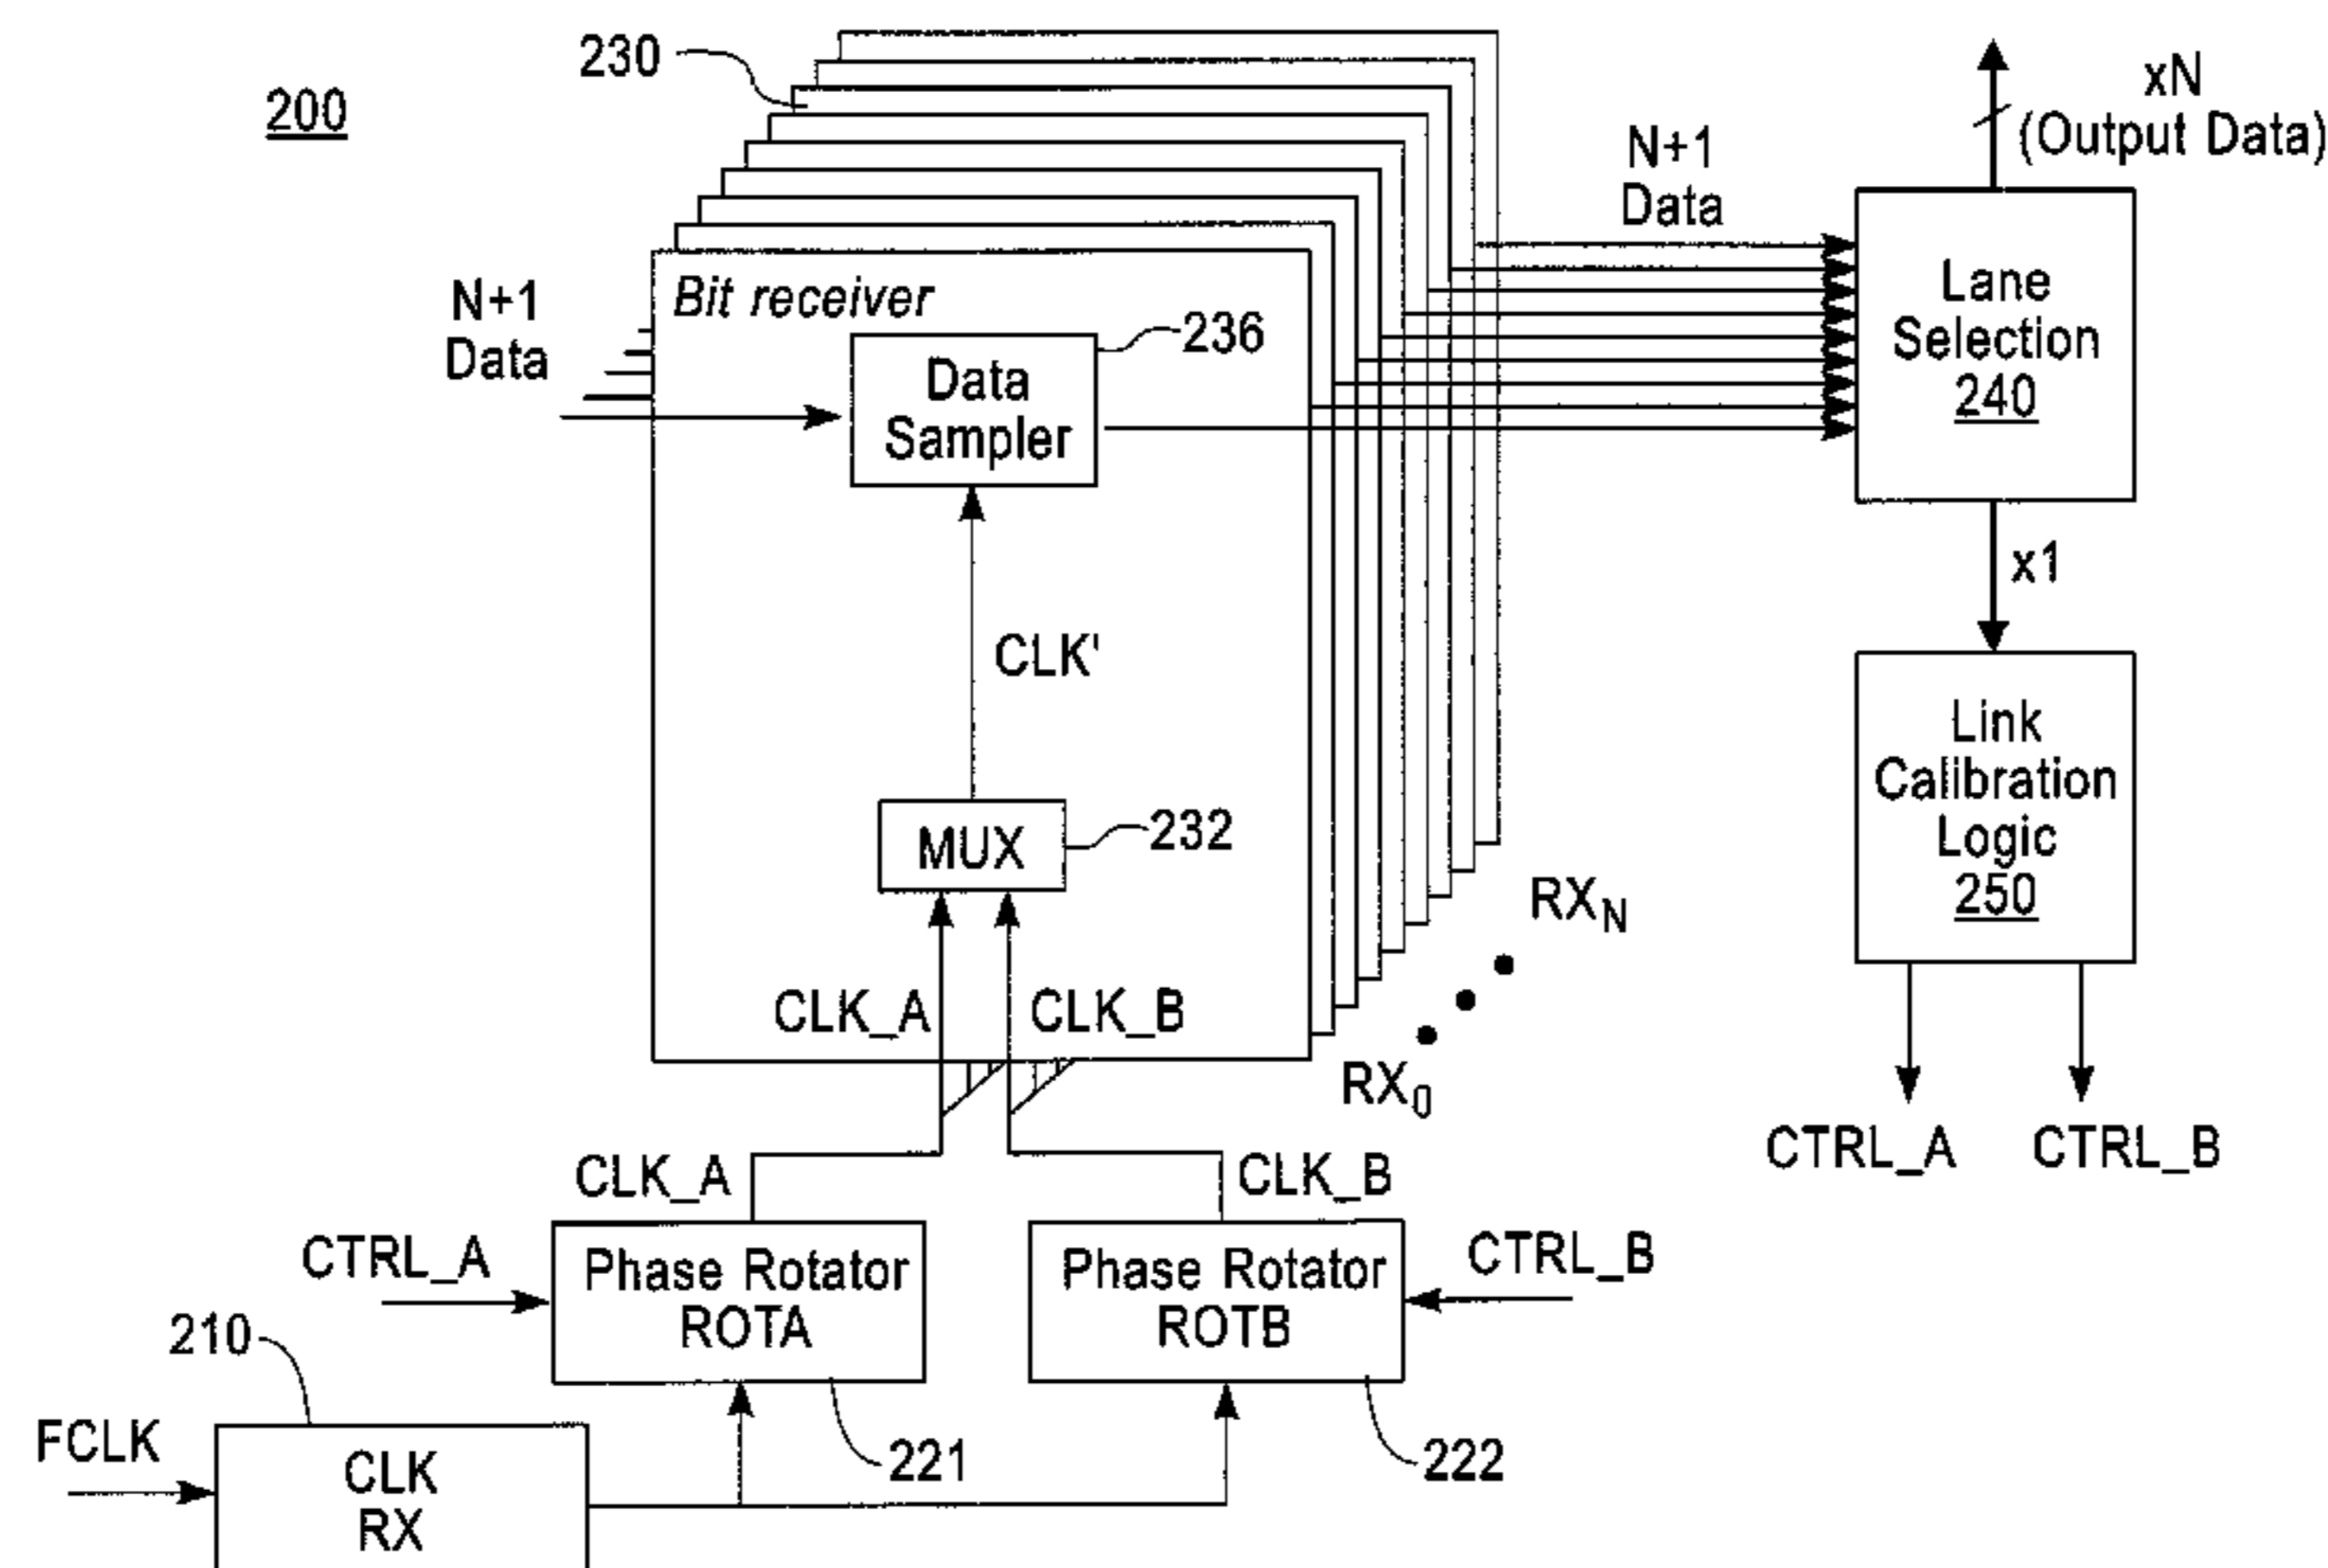 200
230
xN
(Output Data)
N+1
Data
N+1
Data
Bit receiver
236
Data
Sampler
Lane
Selection
240
CLK'
x1
MUX
232
Link
Calibration
Logic
250
RXN
CLK_A
CLK_B
RX0
CTRL_A
CTRL_B
CLK_A
CLK_B
CTRL_A
Phase Rotator
ROTA
Phase Rotator
ROTB
CTRL_B
210
221
222
FCLK
CLK
RX